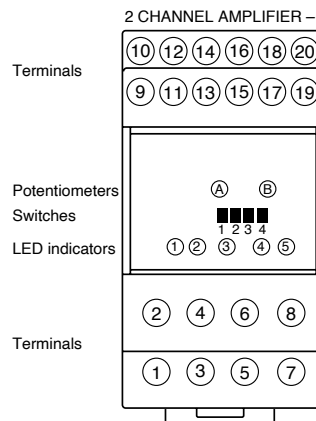 2 CHANNEL AMPLIFIER –
10 12 14 16 18 20
Terminals
9 11 13 15 17 19
Potentiometers A B
Switches
1 2 3 4
LED indicators 1 2 3 4 5
2 4 6 8
Terminals
1 3 5 7